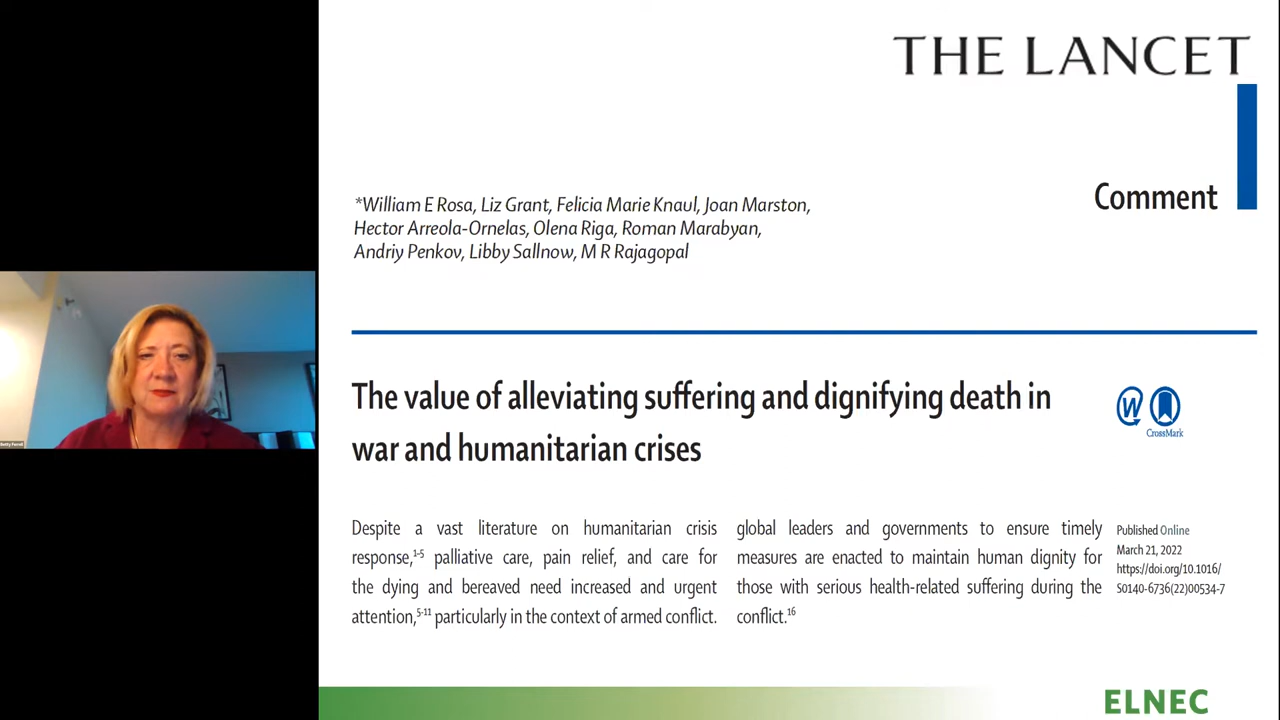 THE LANCET
Comment
*William E Rosa, Liz Grant, Felicia Marie Knaul, Joan Marston,
Hector Arreola-Ornelas, Olena Riga, Roman Marabyan,
Andriy Penkov, Libby Sallnow, M R Rajagopal
The value of alleviating suffering and dignifying death in
war and humanitarian crises
W
CrossMark
Despite a vast literature on humanitarian crisis
response,1-5 palliative care, pain relief, and care for
the dying and bereaved need increased and urgent
attention,5-11 particularly in the context of armed conflict.
global leaders and governments to ensure timely
measures are enacted to maintain human dignity for
those with serious health-related suffering during the
conflict.16
Published Online
March 21, 2022
https://doi.org/10.1016/
S0140-6736(22)00534-7
Betty Ferrell
ELNEC